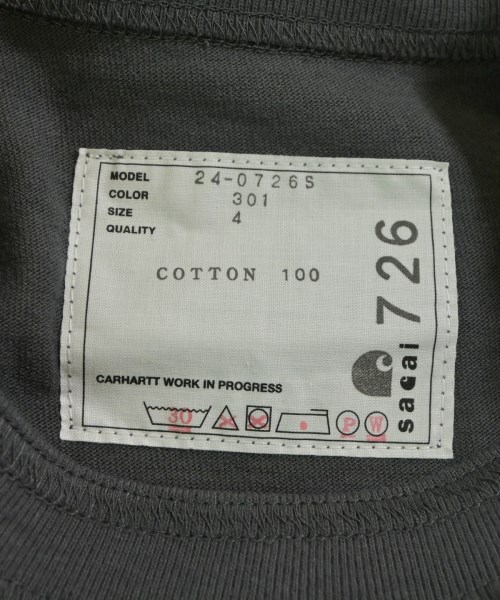 MODEL 24-0726S
COLOR 301
SIZE 4
QUALITY
COTTON 100
CARHARTT WORK IN PROGRESS
30
P
W
sacai
726